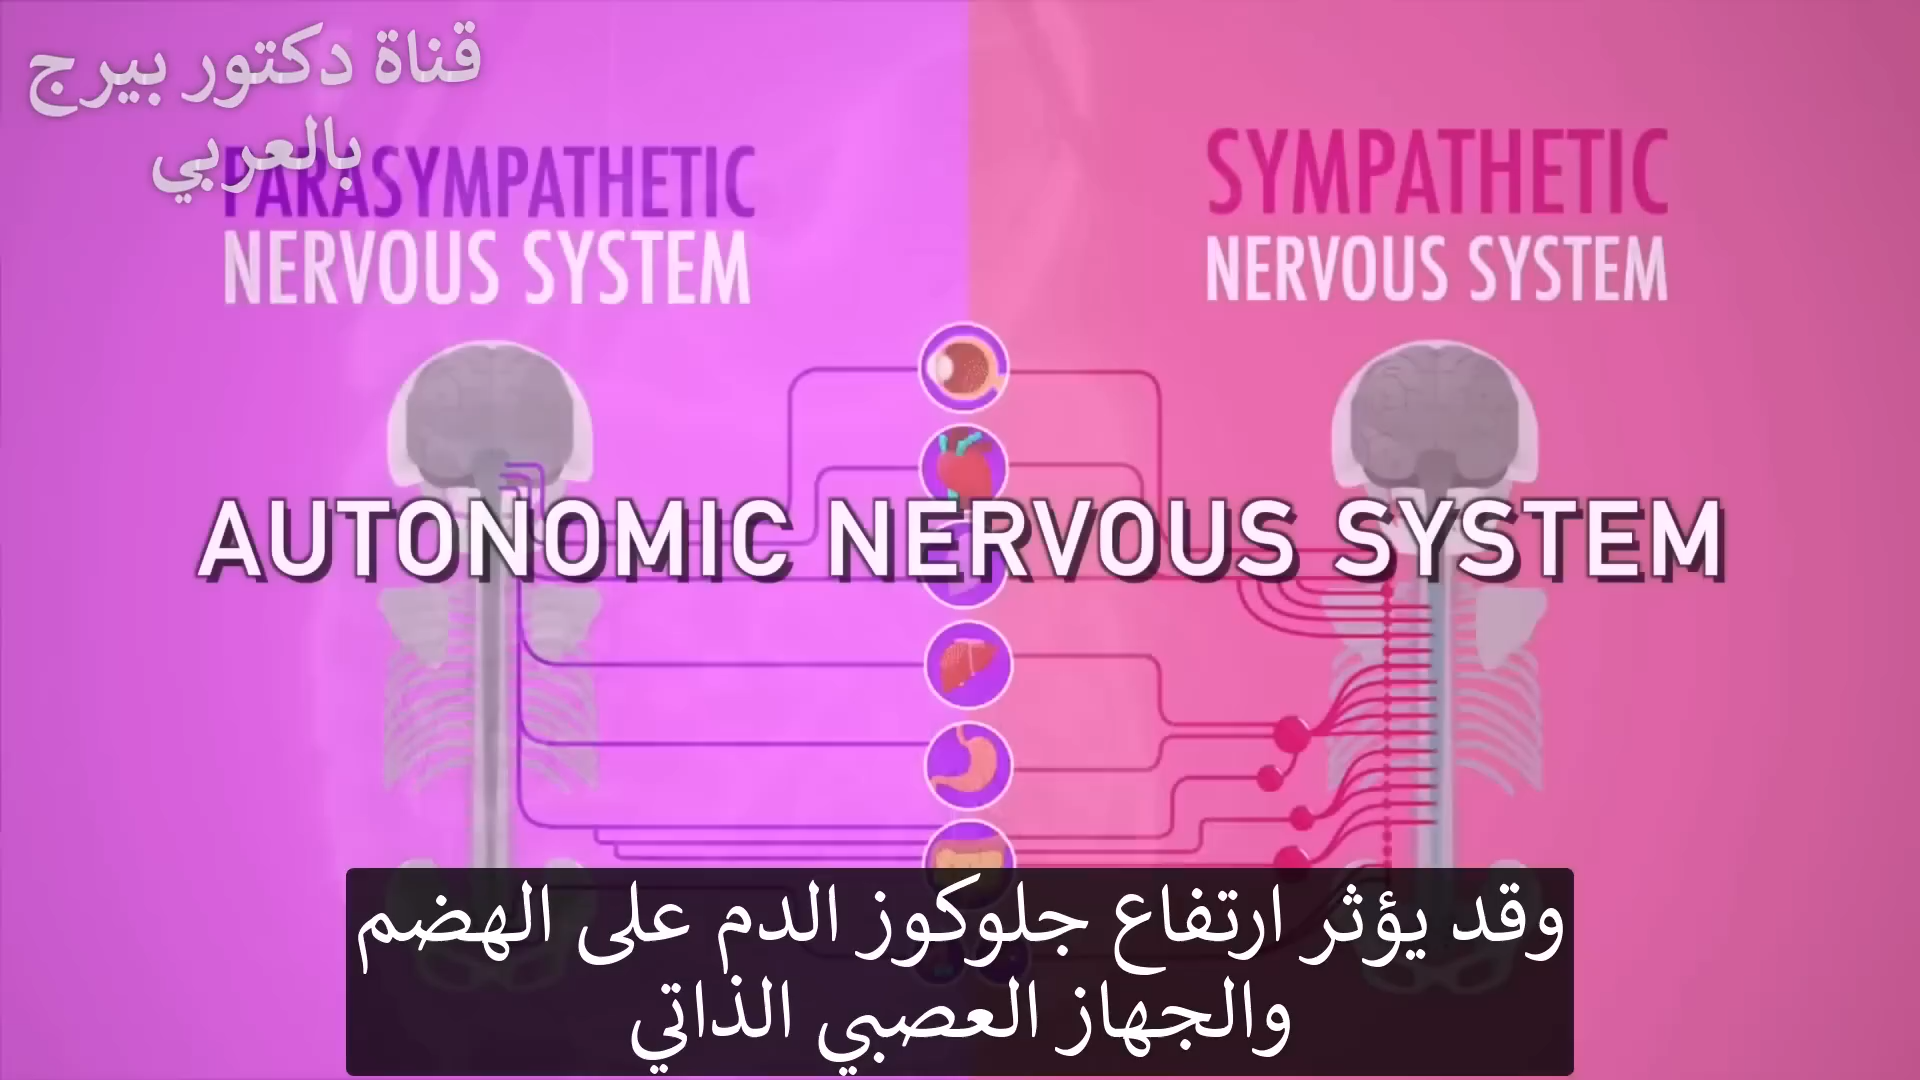 قناة دكتور بيرج
بالعربي
PARASYMPATHETIC
NERVOUS SYSTEM
SYMPATHETIC
NERVOUS SYSTEM
AUTONOMIC NERVOUS SYSTEM
وقد يؤثر ارتفاع جلوكوز الدم على الهضم
والجهاز العصبي الذاتي